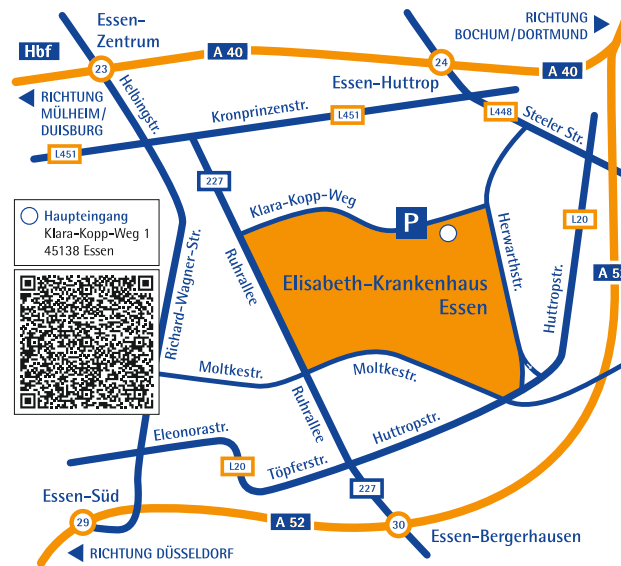 Essen-
Zentrum
Hbf
23
A 40
RICHTUNG
BOCHUM/DORTMUND
24
A 40
Essen-Huttrop
RICHTUNG
MÜLHEIM/
DUISBURG
Helbingstr.
Kronprinzenstr.
L451
L448
Steeler Str.
L451
227
Klara-Kopp-Weg
P
L20
Haupteingang
Klara-Kopp-Weg 1
45138 Essen
Richard-Wagner-Str.
Ruhrallee
Elisabeth-Krankenhaus
Essen
Herwarthstr.
Huttropstr.
A 52
Moltkestr.
Moltkestr.
Ruhrallee
Eleonorastr.
L20
Töpferstr.
Huttropstr.
227
Essen-Süd
29
A 52
30
Essen-Bergerhausen
RICHTUNG DÜSSELDORF